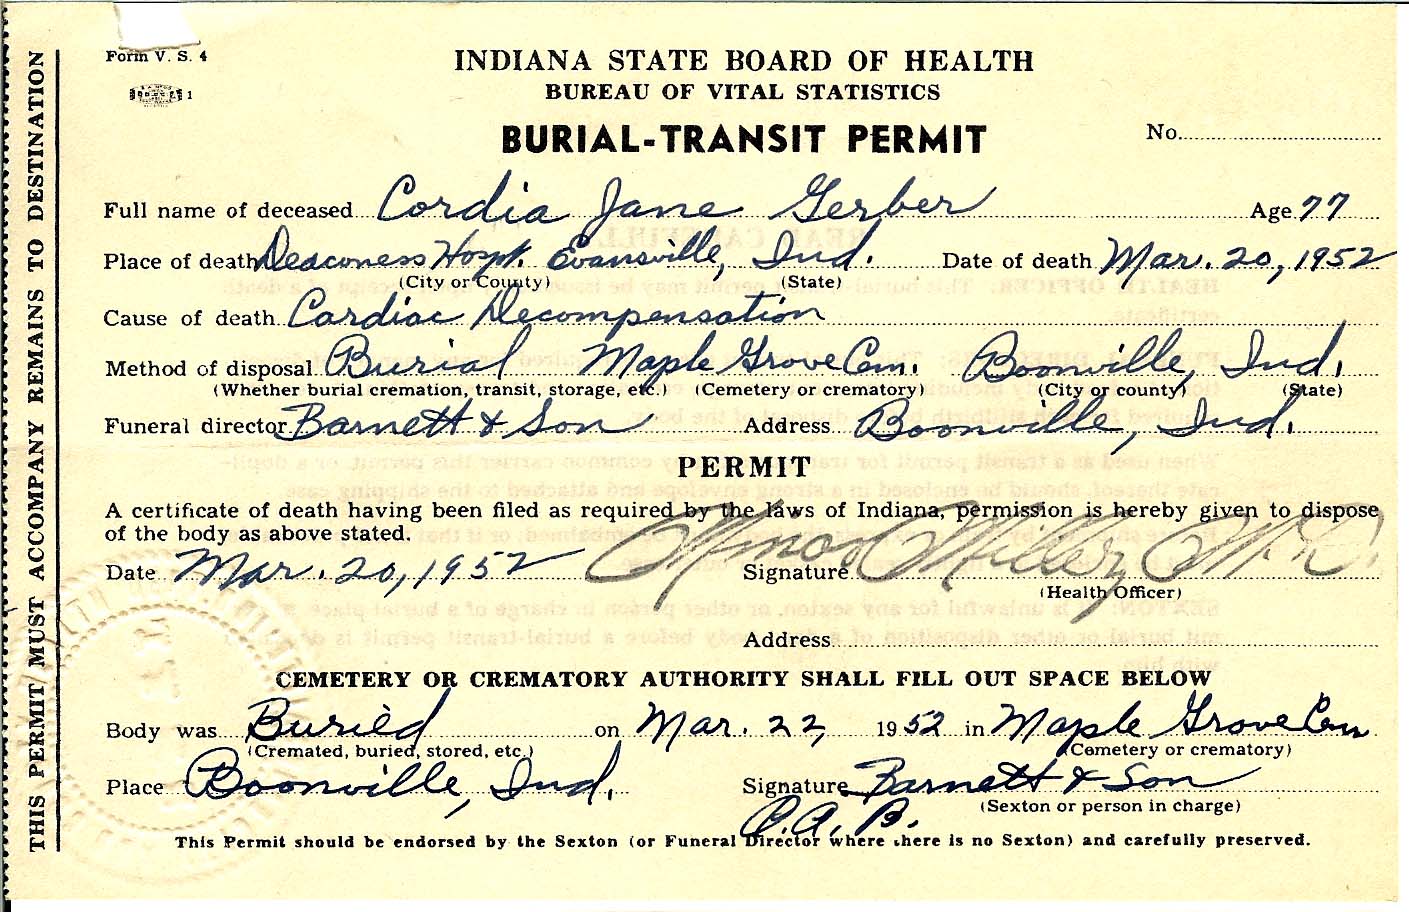 Form V. S. 4
1
INDIANA STATE BOARD OF HEALTH
BUREAU OF VITAL STATISTICS
BURIAL-TRANSIT PERMIT
No.
Full name of deceased Cordia Jane Gerber Age 77
Place of death Deaconess Hospt. Evansville, Ind. Date of death Mar. 20, 1952
(City or County) (State)
Cause of death Cardiac Decompensation
Method of disposal Burial Maple Grove Cem. Boonville, Ind.
(Whether burial cremation, transit, storage, etc.) (Cemetery or crematory) (City or county) (State)
Funeral director Barnett & Son Address Boonville, Ind.
PERMIT
A certificate of death having been filed as required by the laws of Indiana, permission is hereby given to dispose
of the body as above stated.
Date Mar. 20, 1952 Signature Miller, M.D.
(Health Officer)
Address
CEMETERY OR CREMATORY AUTHORITY SHALL FILL OUT SPACE BELOW
Body was Buried on Mar. 22, 1952 in Maple Grove Cem
(Cremated, buried, stored, etc.) (Cemetery or crematory)
Place Boonville, Ind. Signature Barnett & Son
(Sexton or person in charge)
This Permit should be endorsed by the Sexton (or Funeral Director where there is no Sexton) and carefully preserved.
THIS PERMIT MUST ACCOMPANY REMAINS TO DESTINATION